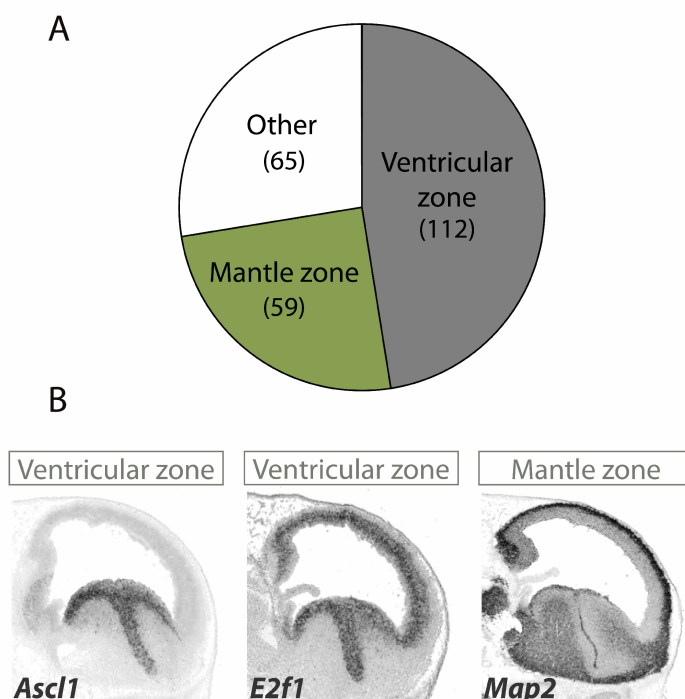 A
Other
(65)
Ventricular
zone
(112)
Mantle zone
(59)
B
Ventricular zone
Ventricular zone
Mantle zone
Ascl1
E2f1
Map2